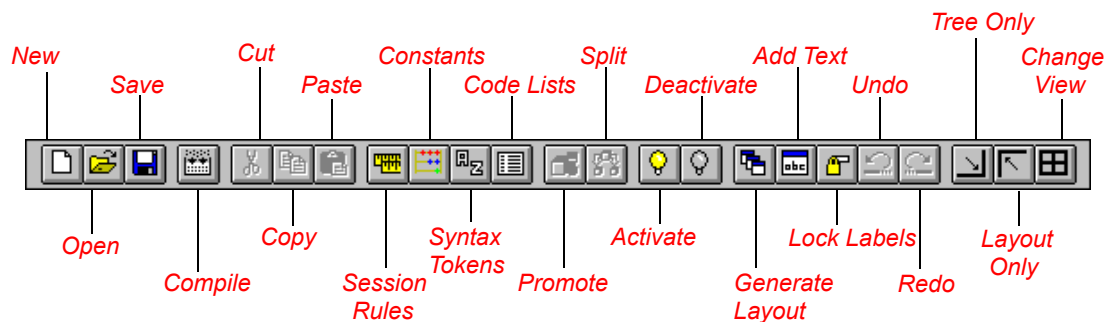 Tree Only
New
Cut
Constants
Split
Add Text
Change
View
Save
Paste
Code Lists
Deactivate
Undo
A
Z
abc
Open
Copy
Syntax
Tokens
Activate
Lock Labels
Layout
Only
Compile
Session
Rules
Promote
Generate
Layout
Redo